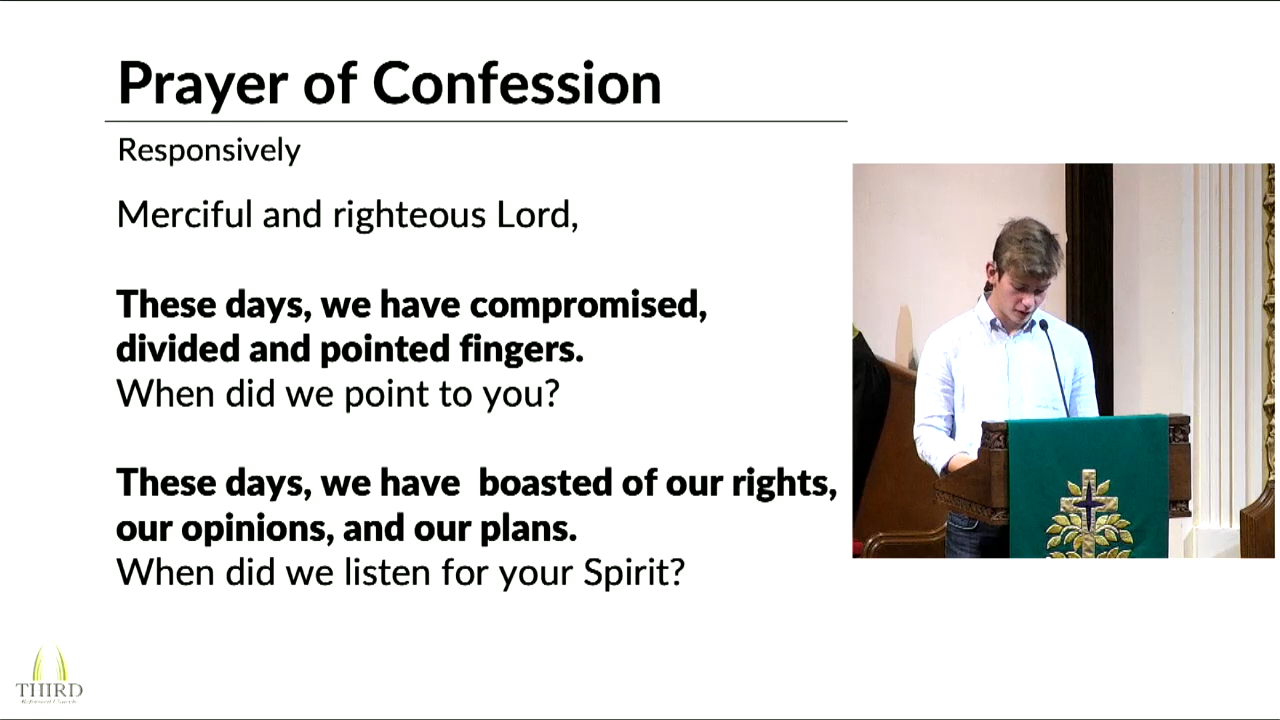 Prayer of Confession
Responsively
Merciful and righteous Lord,
These days, we have compromised,
divided and pointed fingers.
When did we point to you?
These days, we have  boasted of our rights,
our opinions, and our plans.
When did we listen for your Spirit?
THIRD
Reformed Church